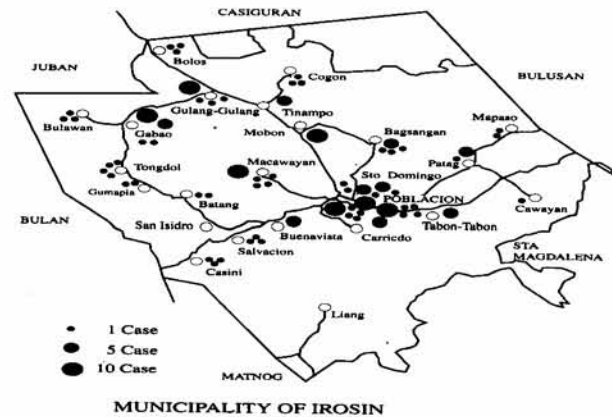 CASIGURAN
JUBAN
Bolos
Cogon
BULUSAN
Gulang-Gulang
Tinampo
Bulawan
Gabao
Mobon
Bagsangan
Mapaso
Macawayan
Tongdol
Sto Domingo
Patag
Gumapia
Batang
POBLACION
Cawayan
BULAN
San Isidro
Buenavista
Carricdo
Tabon-Tabon
Salvacion
STA
MAGDALENA
Casini
Liang
1 Case
5 Case
10 Case
MATNOG
MUNICIPALITY OF IROSIN